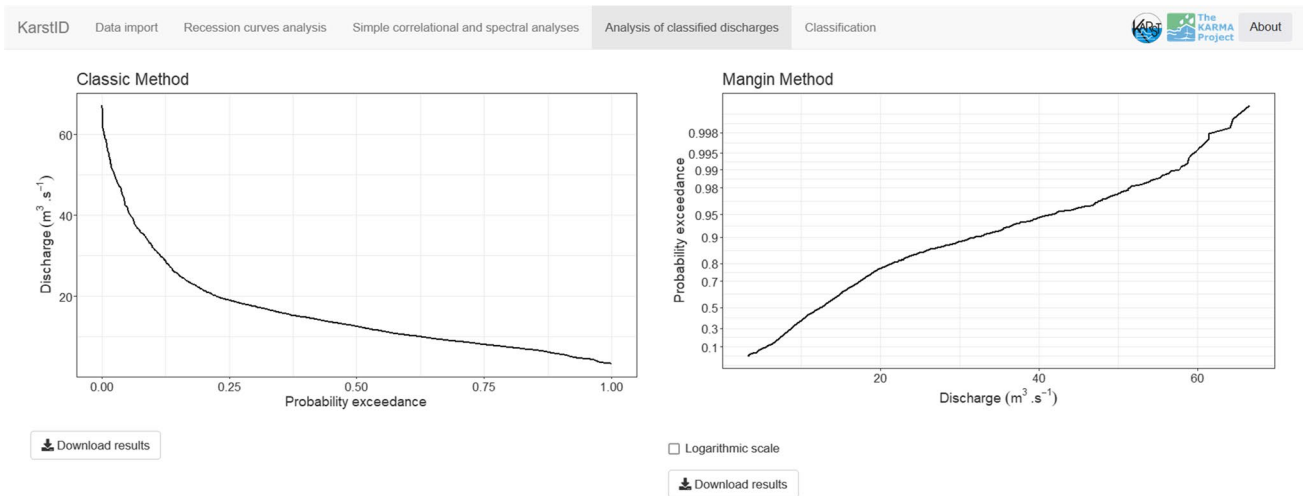 KarstID Data import Recession curves analysis Simple correlational and spectral analyses Analysis of classified discharges Classification KARST The KARMA Project About
Classic Method
60
40
20
Discharge (m³ .s⁻¹)
0.00 0.25 0.50 0.75 1.00
Probability exceedance
Download results
Mangin Method
0.998
0.995
0.99
0.98
0.95
0.9
0.8
0.7
0.5
0.3
0.1
Probability exceedance
20 40 60
Discharge (m³ .s⁻¹)
Logarithmic scale
Download results